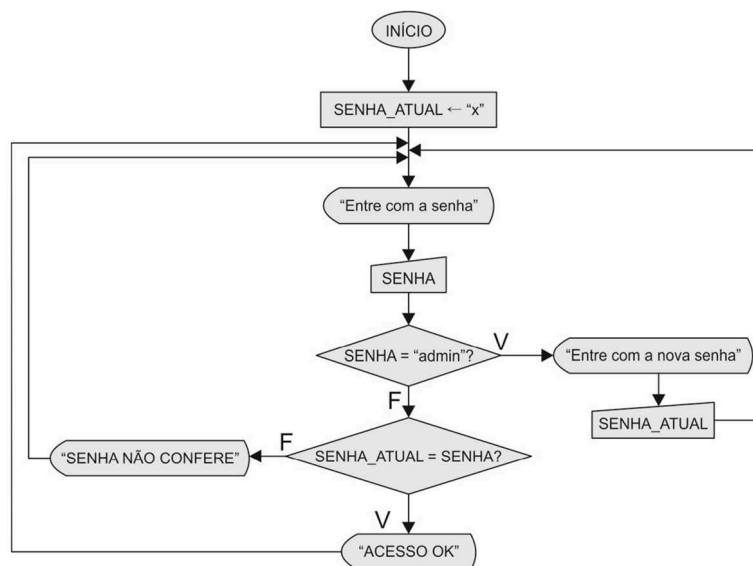 INÍCIO
SENHA_ATUAL ← “x”
“Entre com a senha”
SENHA
SENHA = “admin”?
V
“Entre com a nova senha”
F
SENHA_ATUAL
F
SENHA_ATUAL = SENHA?
“SENHA NÃO CONFERE”
V
“ACESSO OK”